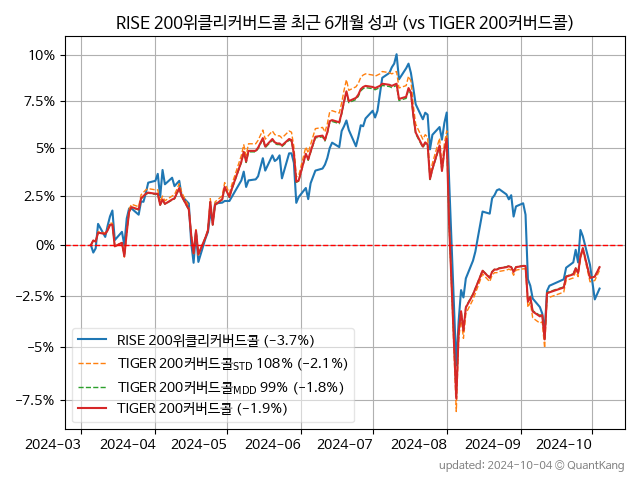 RISE 200위클리커버드콜 최근 6개월 성과 (vs TIGER 200커버드콜)
10%
7.5%
5%
2.5%
0%
−2.5%
−5%
−7.5%
RISE 200위클리커버드콜 (−3.7%)
TIGER 200커버드콜STD 108% (−2.1%)
TIGER 200커버드콜MDD 99% (−1.8%)
TIGER 200커버드콜 (−1.9%)
2024−03 2024−04 2024−05 2024−06 2024−07 2024−08 2024−09 2024−10
updated: 2024-10-04 © QuantKang